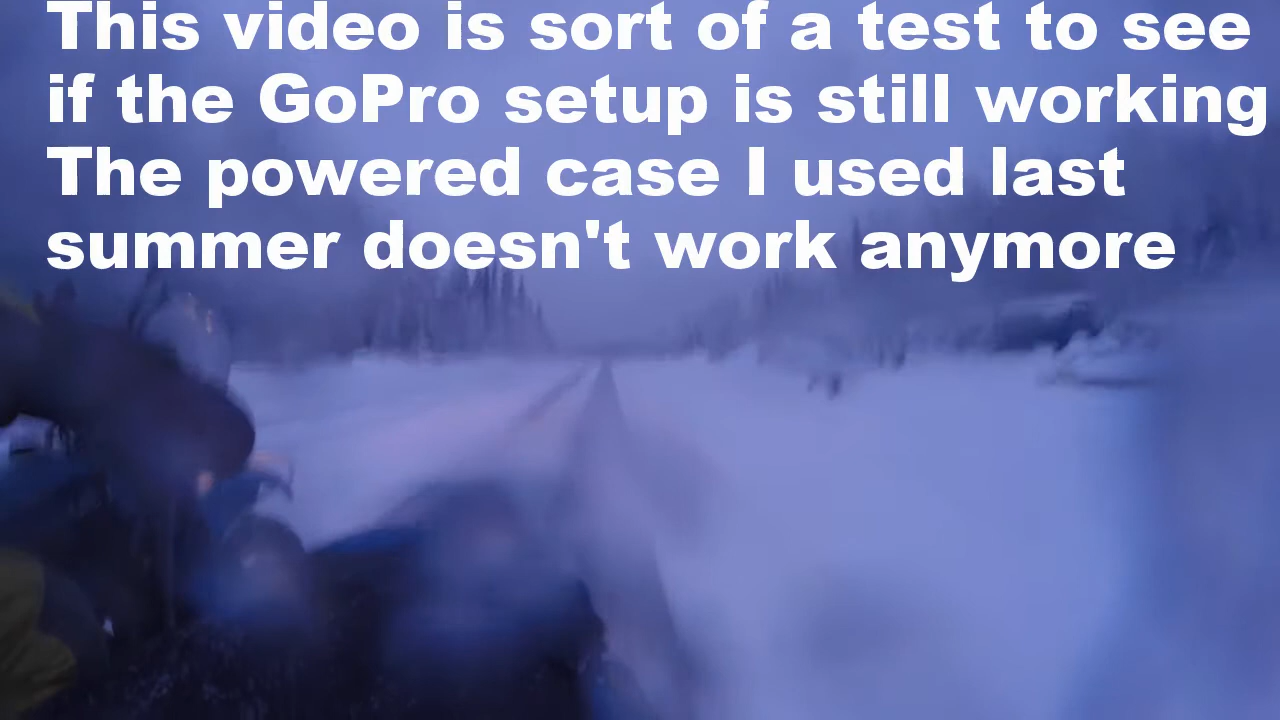 This video is sort of a test to see
if the GoPro setup is still working
The powered case I used last
summer doesn't work anymore